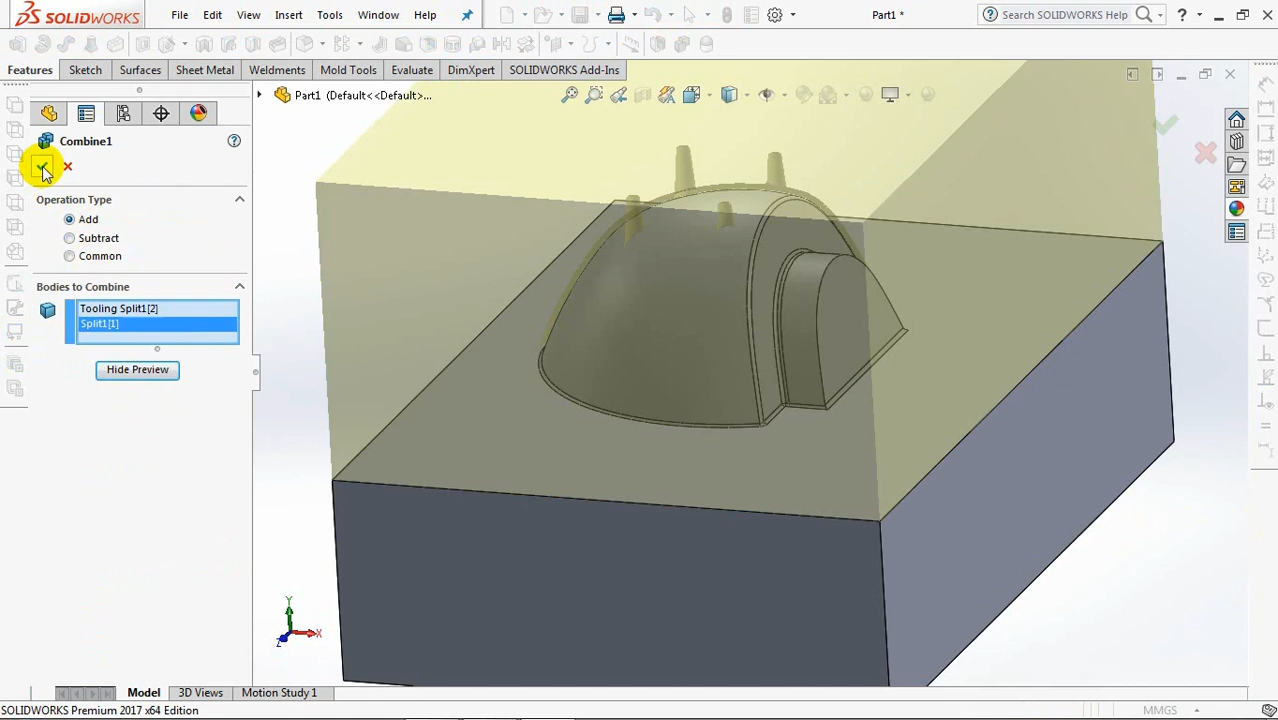 SOLIDWORKS
File Edit View Insert Tools Window Help
Part1 *
Search SOLIDWORKS Help
?
Features Sketch Surfaces Sheet Metal Weldments Mold Tools Evaluate DimXpert SOLIDWORKS Add-Ins
Part1 (Default<<Default>...
Combine1
?
Operation Type
Add
Subtract
Common
Bodies to Combine
Tooling Split1[2]
Split1[1]
Hide Preview
Y
X
Z
Model 3D Views Motion Study 1
SOLIDWORKS Premium 2017 x64 Edition
MMGS